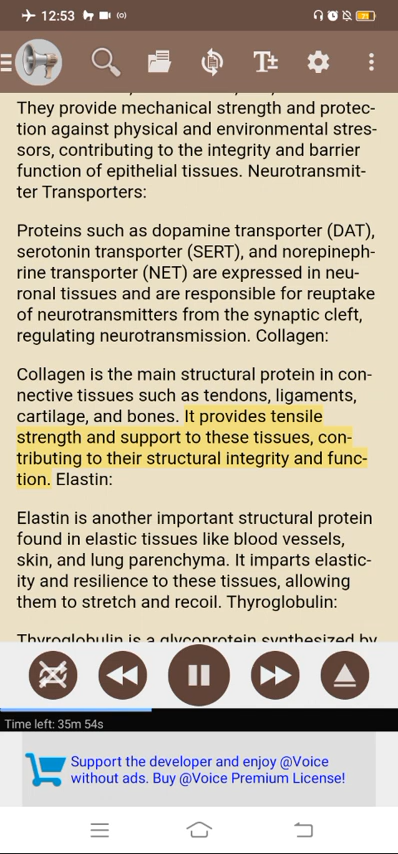 12:53
T±
They provide mechanical strength and protec-
tion against physical and environmental stres-
sors, contributing to the integrity and barrier
function of epithelial tissues. Neurotransmit-
ter Transporters:
Proteins such as dopamine transporter (DAT),
serotonin transporter (SERT), and norepineph-
rine transporter (NET) are expressed in neu-
ronal tissues and are responsible for reuptake
of neurotransmitters from the synaptic cleft,
regulating neurotransmission. Collagen:
Collagen is the main structural protein in con-
nective tissues such as tendons, ligaments,
cartilage, and bones. It provides tensile
strength and support to these tissues, con-
tributing to their structural integrity and func-
tion. Elastin:
Elastin is another important structural protein
found in elastic tissues like blood vessels,
skin, and lung parenchyma. It imparts elastic-
ity and resilience to these tissues, allowing
them to stretch and recoil. Thyroglobulin:
Thyroglobulin is a glycoprotein synthesized by
Time left: 35m 54s
Support the developer and enjoy @Voice
without ads. Buy @Voice Premium License!